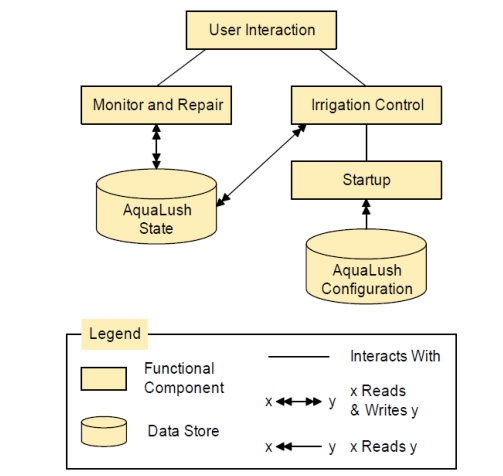 User Interaction
Monitor and Repair
Irrigation Control
Startup
AquaLush
State
AquaLush
Configuration
Legend
Functional
Component
Data Store
Interacts With
x y x Reads
& Writes y
x y x Reads y